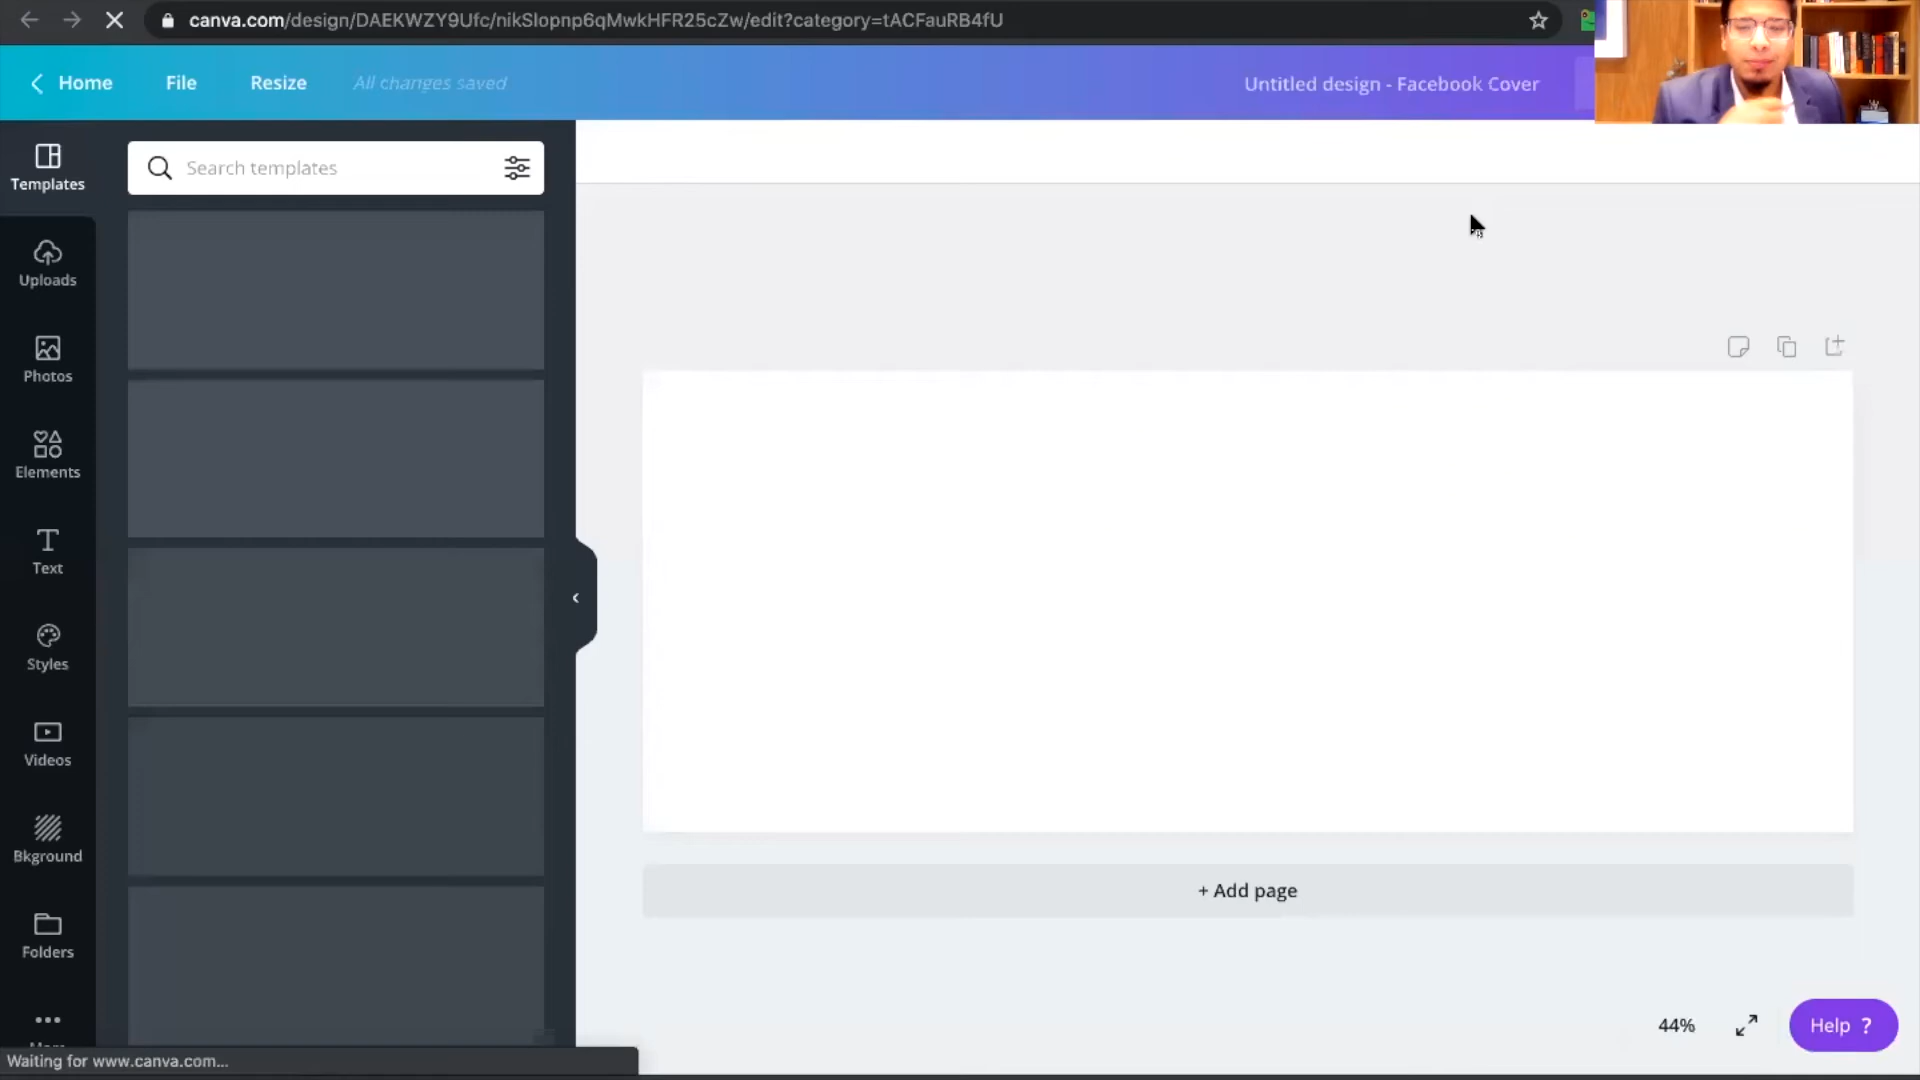 canva.com/design/DAEKWZY9Ufc/nikSlopnp6qMwkHFR25cZw/edit?category=tACFauRB4fU
Home
File
Resize
All changes saved
Untitled design - Facebook Cover
Templates
Search templates
Uploads
Photos
Elements
Text
Styles
Videos
Bkground
Folders
+ Add page
44%
Help ?
Waiting for www.canva.com...